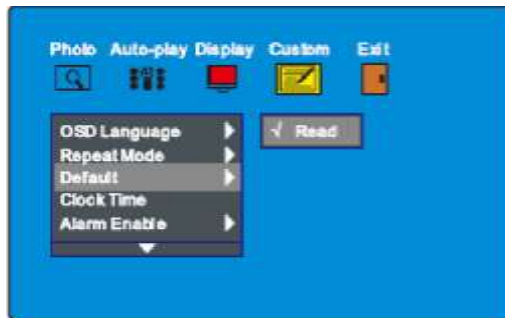 Photo Auto-play Display Custom Exit
OSD Language
√ Read
Repeat Mode
Default
Clock Time
Alarm Enable